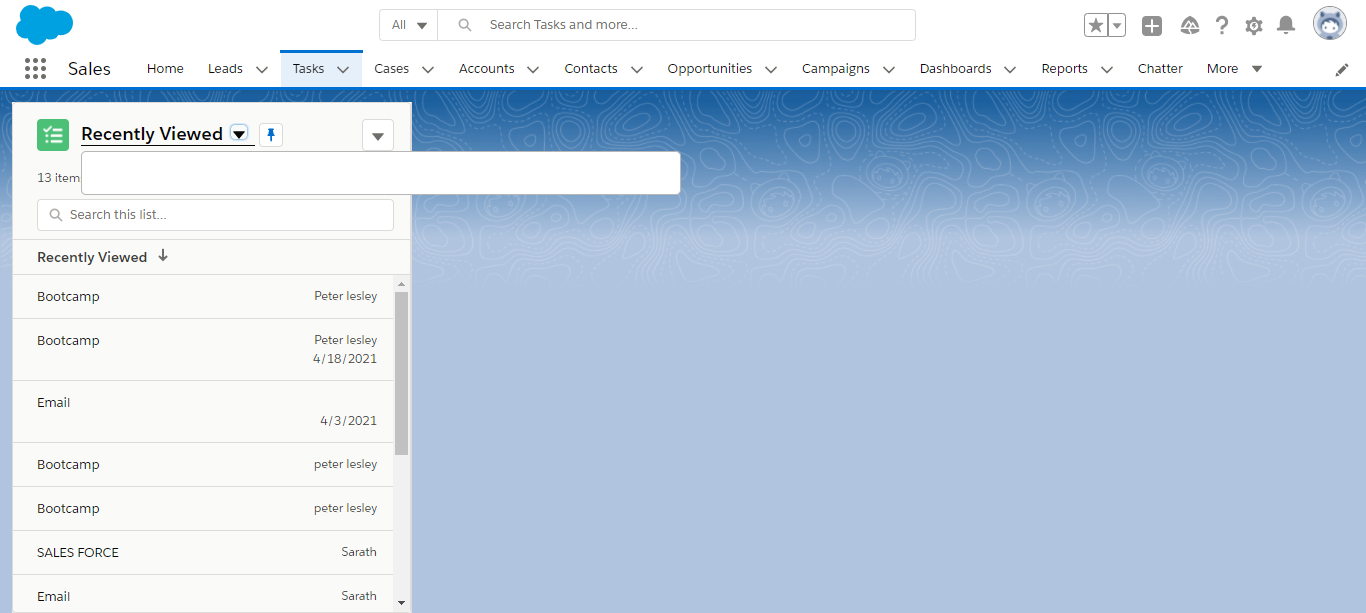 All
Search Tasks and more...
Sales
Home
Leads
Tasks
Cases
Accounts
Contacts
Opportunities
Campaigns
Dashboards
Reports
Chatter
More
Recently Viewed
13 item
Search this list...
Recently Viewed
Bootcamp Peter lesley
Bootcamp Peter lesley
4/18/2021
Email
4/3/2021
Bootcamp peter lesley
Bootcamp peter lesley
SALES FORCE Sarath
Email Sarath